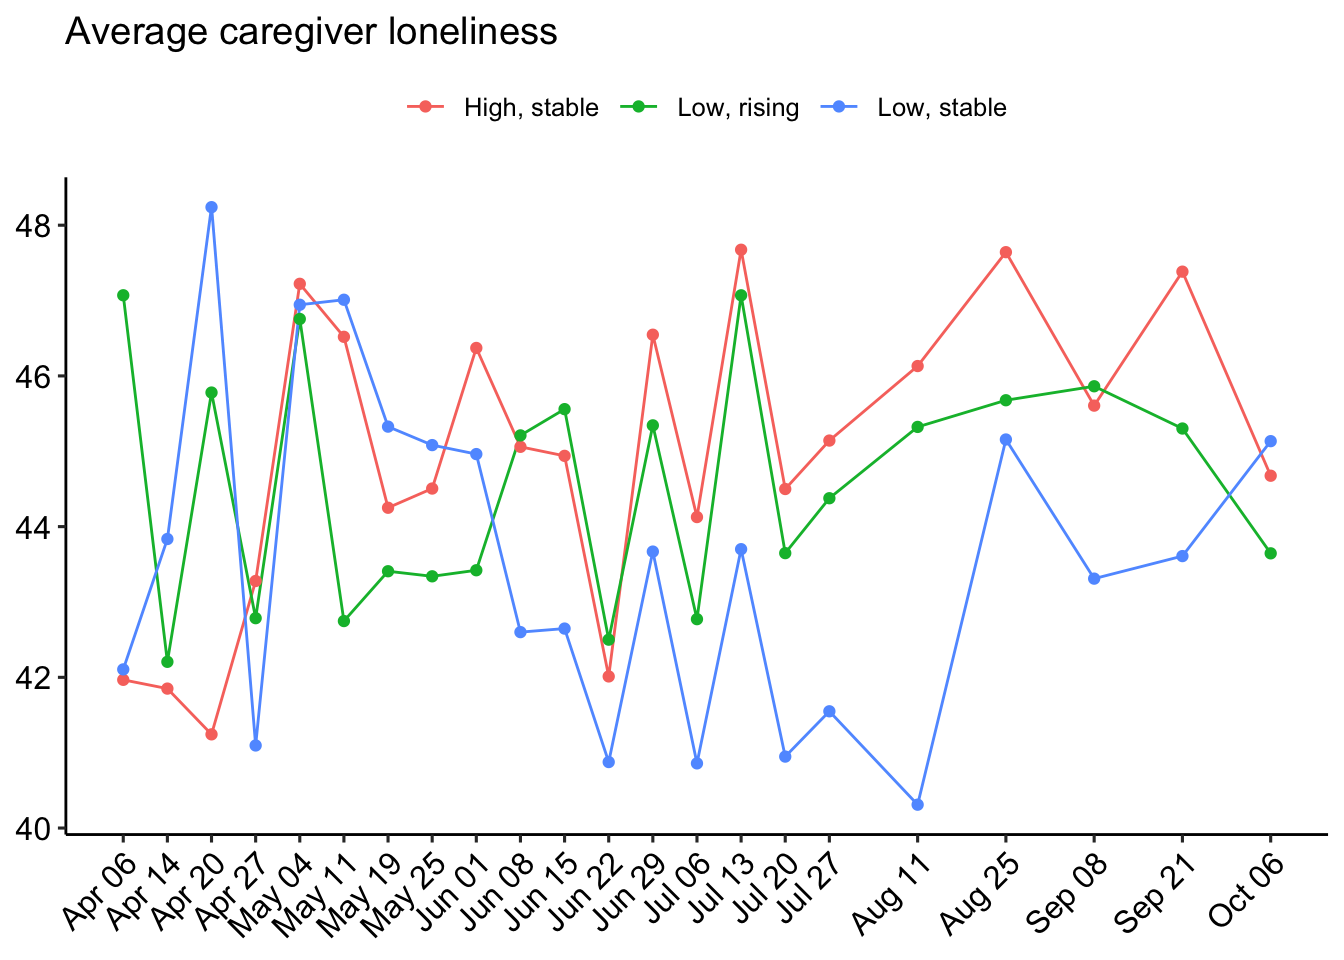 Average caregiver loneliness
High, stable Low, rising Low, stable
48
46
44
42
40
Apr 06 Apr 14 Apr 20 Apr 27 May 04 May 11 May 19 May 25 Jun 01 Jun 08 Jun 15 Jun 22 Jun 29 Jul 06 Jul 13 Jul 20 Jul 27 Aug 11 Aug 25 Sep 08 Sep 21 Oct 06